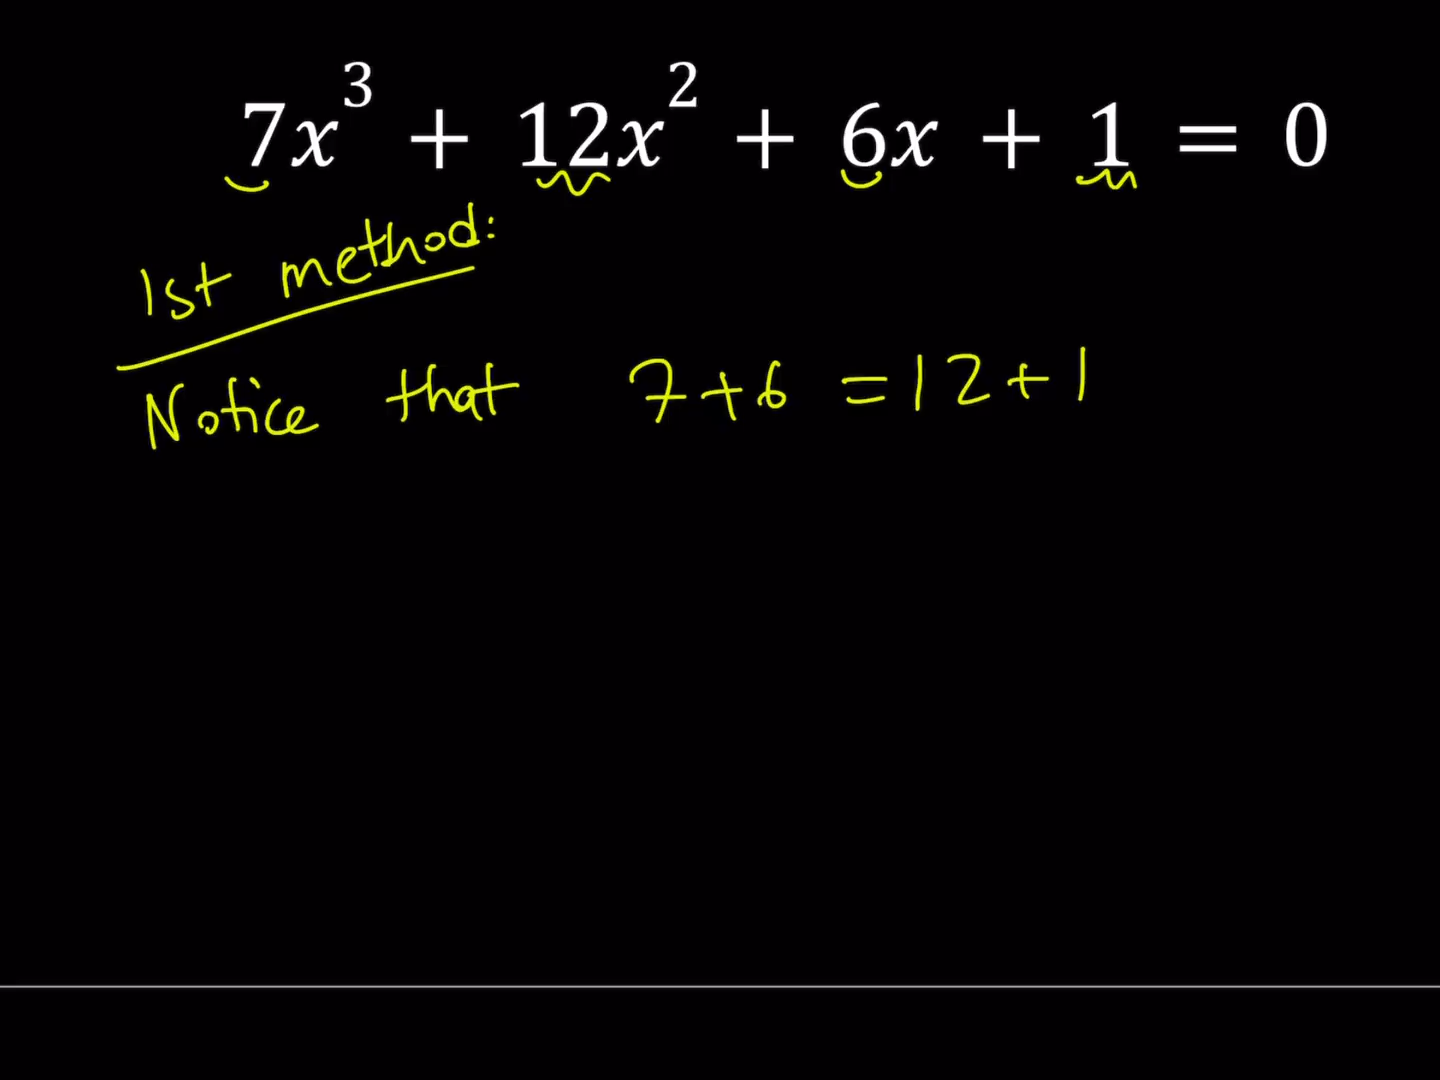 7x³ + 12x² + 6x + 1 = 0
1st method:
Notice that 7+6 = 12+1